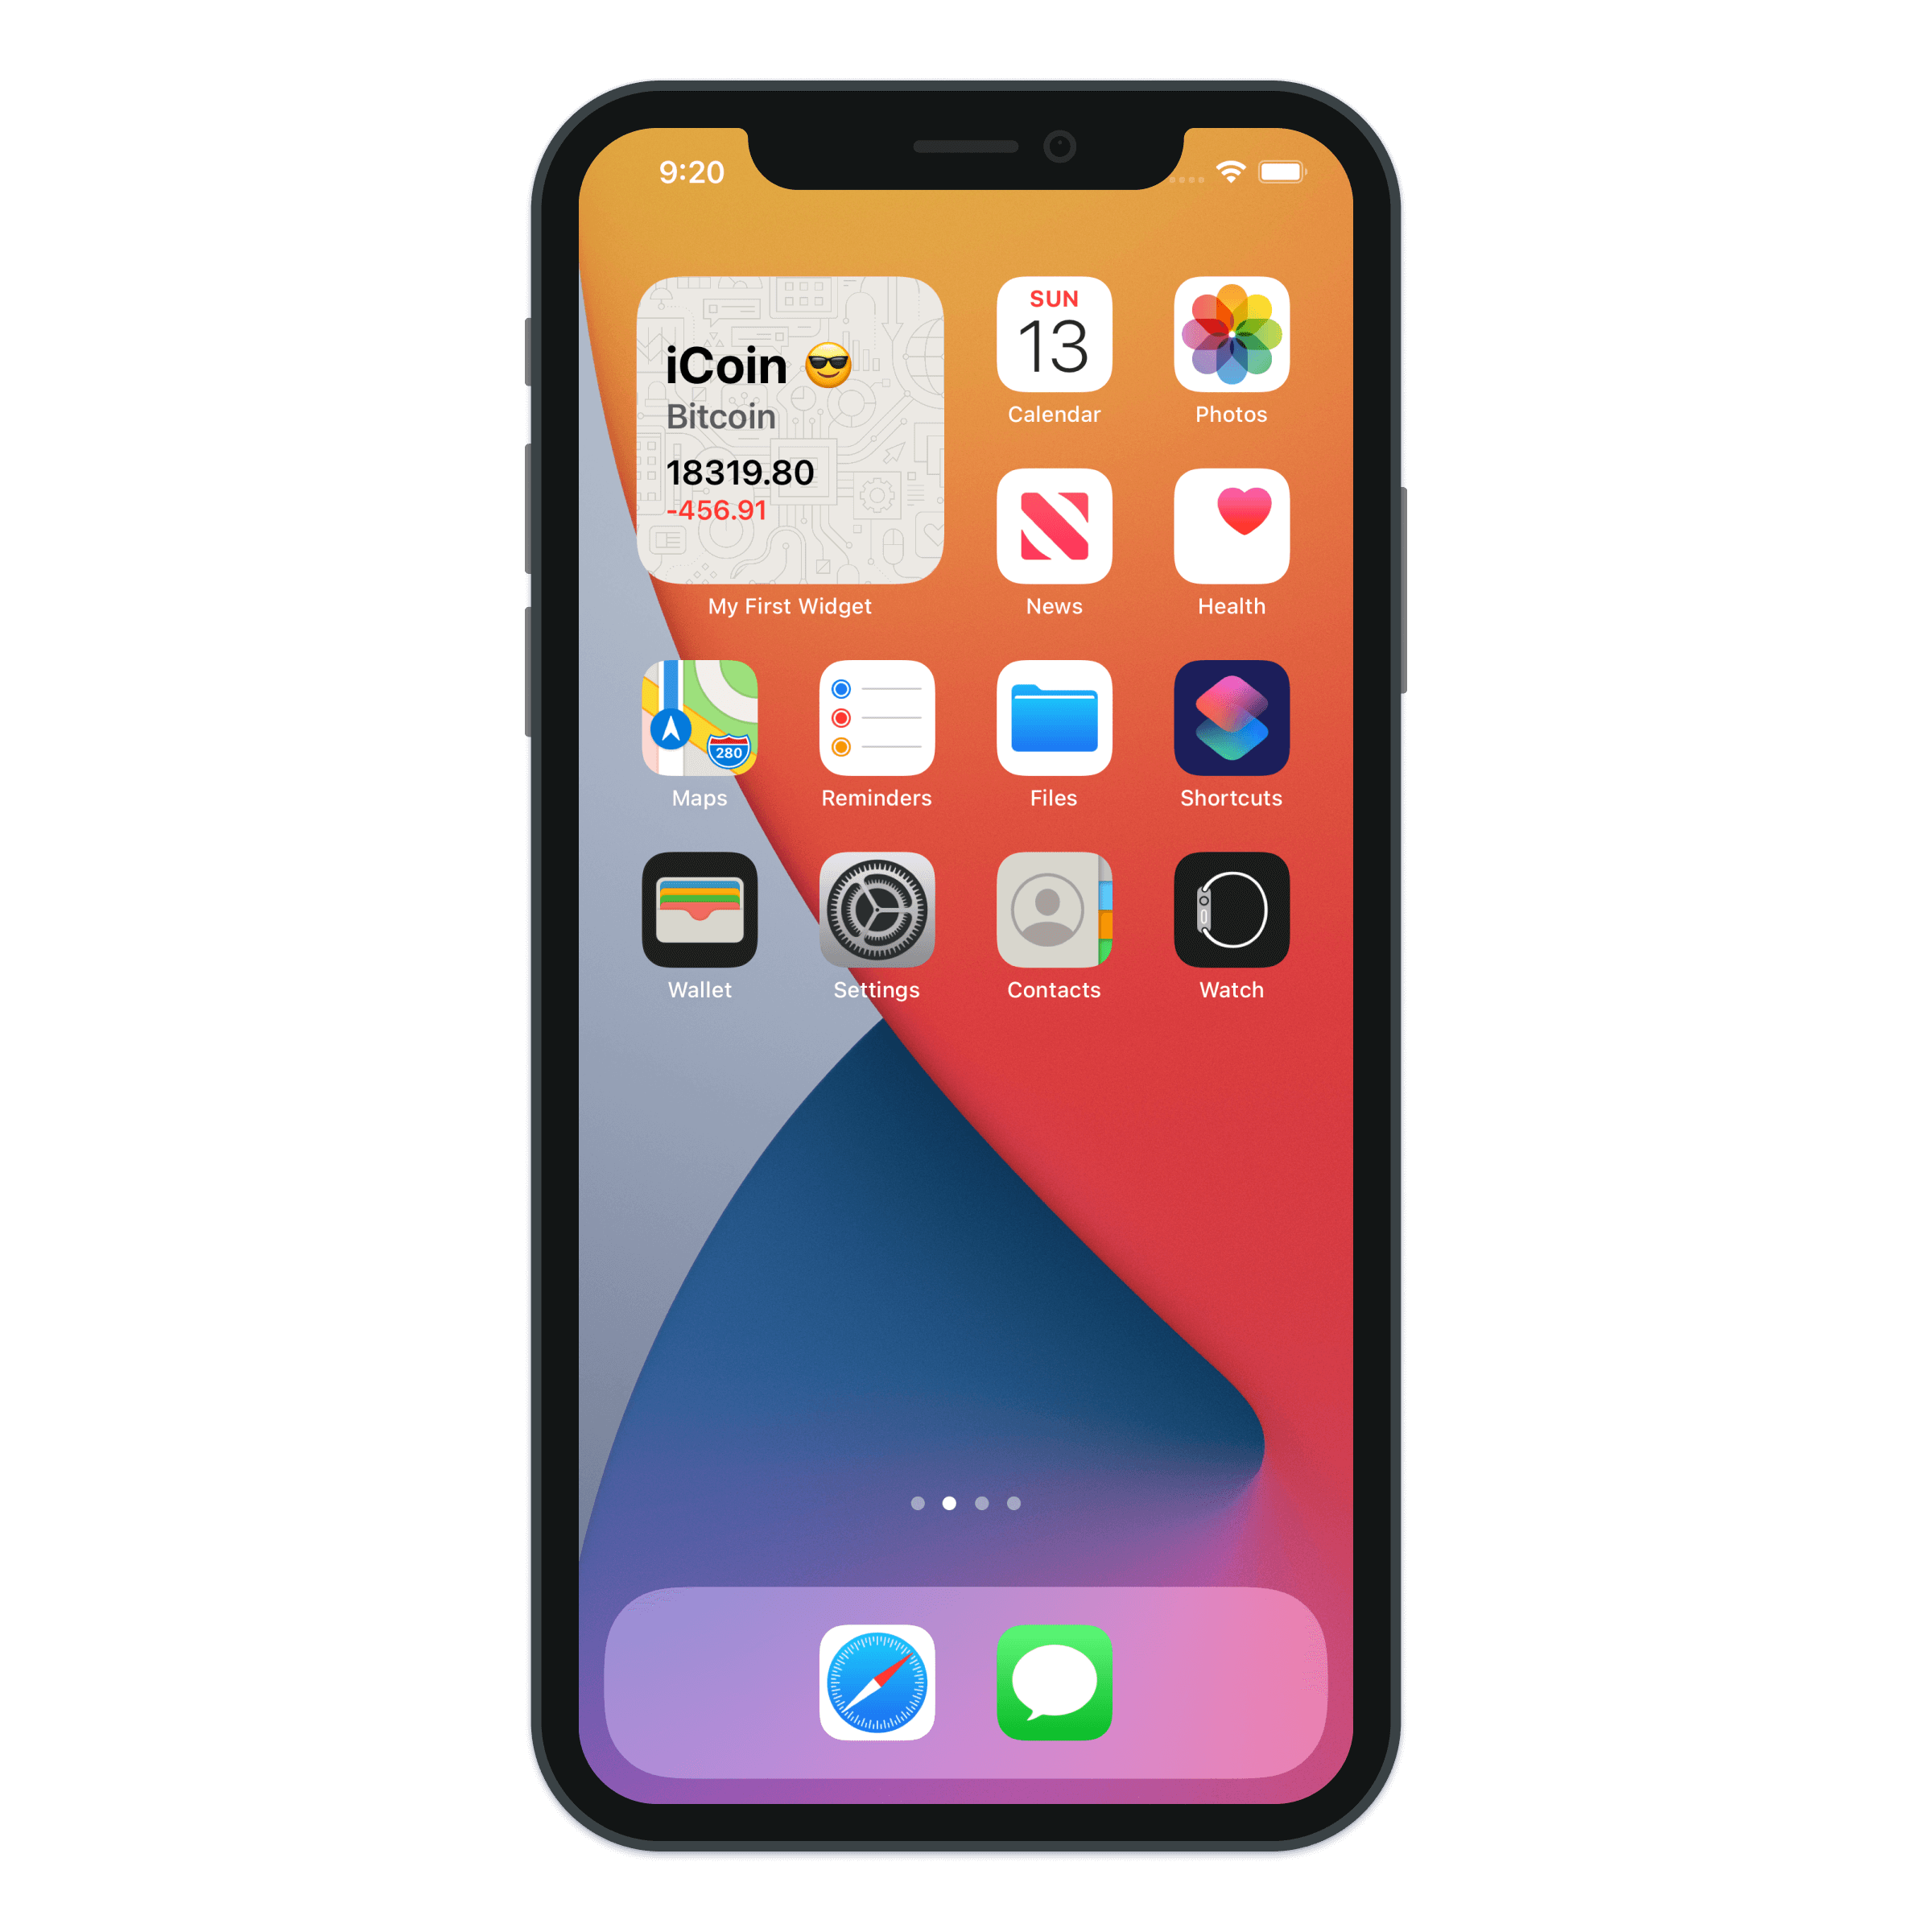 9:20
iCoin 😎
Bitcoin
18319.80
-456.91
My First Widget
SUN
13
Calendar
Photos
News
Health
280
Maps
Reminders
Files
Shortcuts
Wallet
Settings
Contacts
Watch